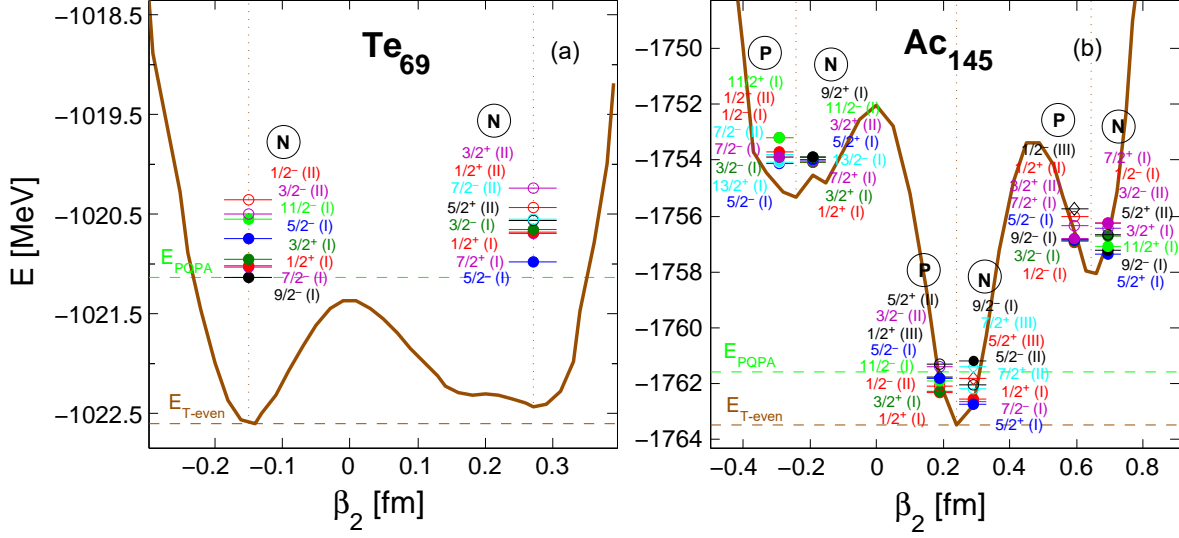 −1018.5
−1019.5
−1020.5
−1021.5
−1022.5
E [MeV]
Te69
(a)
N
1/2− (II)
3/2− (II)
11/2− (I)
5/2− (I)
3/2+ (I)
1/2+ (I)
7/2− (I)
9/2− (I)
N
3/2+ (II)
1/2+ (II)
7/2− (II)
5/2+ (II)
3/2− (I)
1/2+ (I)
7/2+ (I)
5/2− (I)
EPQPA
ET−even
−0.2
−0.1
0
0.1
0.2
0.3
β2 [fm]
−1750
−1752
−1754
−1756
−1758
−1760
−1762
−1764
Ac145
(b)
P
11/2+ (I)
1/2+ (II)
1/2− (I)
7/2− (II)
7/2− (I)
3/2− (I)
13/2+ (I)
5/2− (I)
N
9/2+ (I)
11/2− (I)
3/2+ (II)
5/2+ (I)
13/2− (I)
7/2+ (I)
3/2+ (I)
1/2+ (I)
P
1/2− (III)
1/2+ (II)
3/2+ (II)
7/2+ (I)
5/2− (I)
9/2− (I)
3/2− (I)
1/2− (I)
N
7/2+ (I)
1/2− (I)
3/2− (I)
5/2+ (II)
11/2+ (I)
9/2− (I)
5/2+ (I)
P
5/2+ (II)
3/2− (II)
1/2+ (III)
5/2− (I)
11/2− (I)
1/2− (II)
3/2+ (I)
1/2+ (I)
N
9/2− (I)
7/2+ (III)
5/2+ (III)
5/2− (II)
7/2+ (II)
1/2+ (I)
7/2− (I)
5/2+ (I)
EPQPA
ET−even
−0.4
−0.2
0
0.2
0.4
0.6
0.8
β2 [fm]